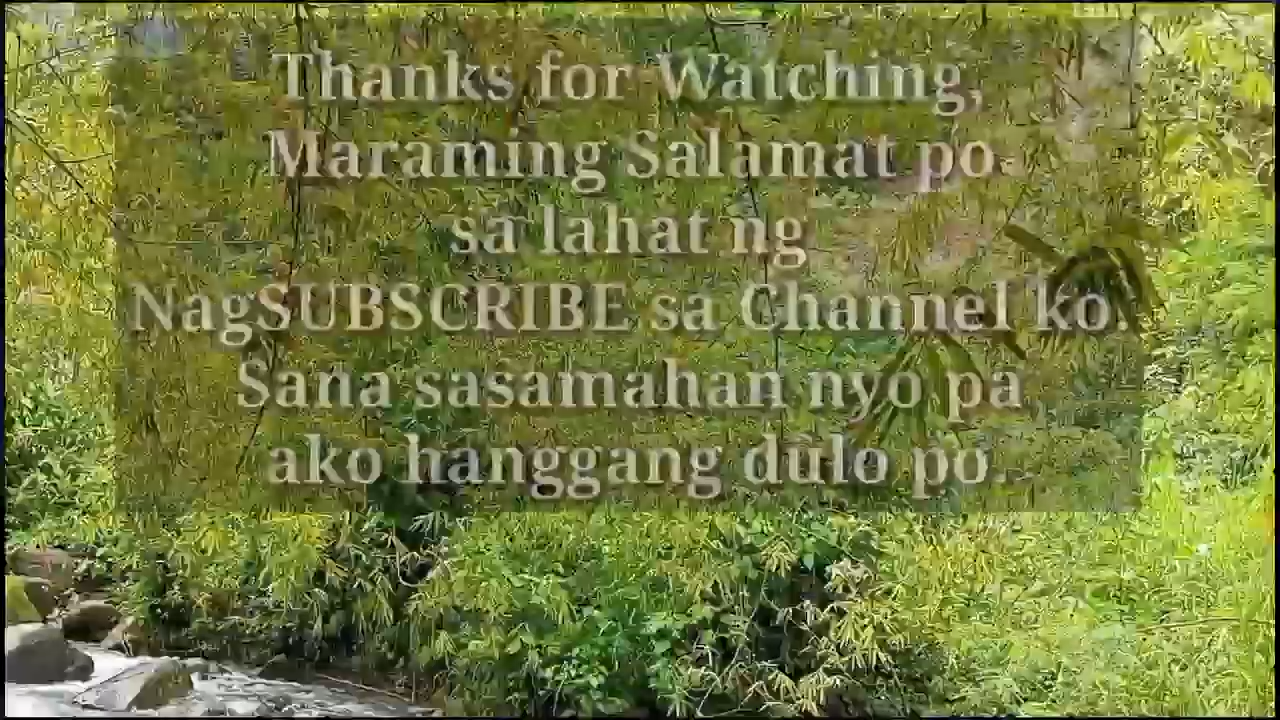 Thanks for Watching,
Maraming Salamat po
sa lahat ng
NagSUBSCRIBE sa Channel ko.
Sana sasamahan nyo pa
ako hanggang dulo po.